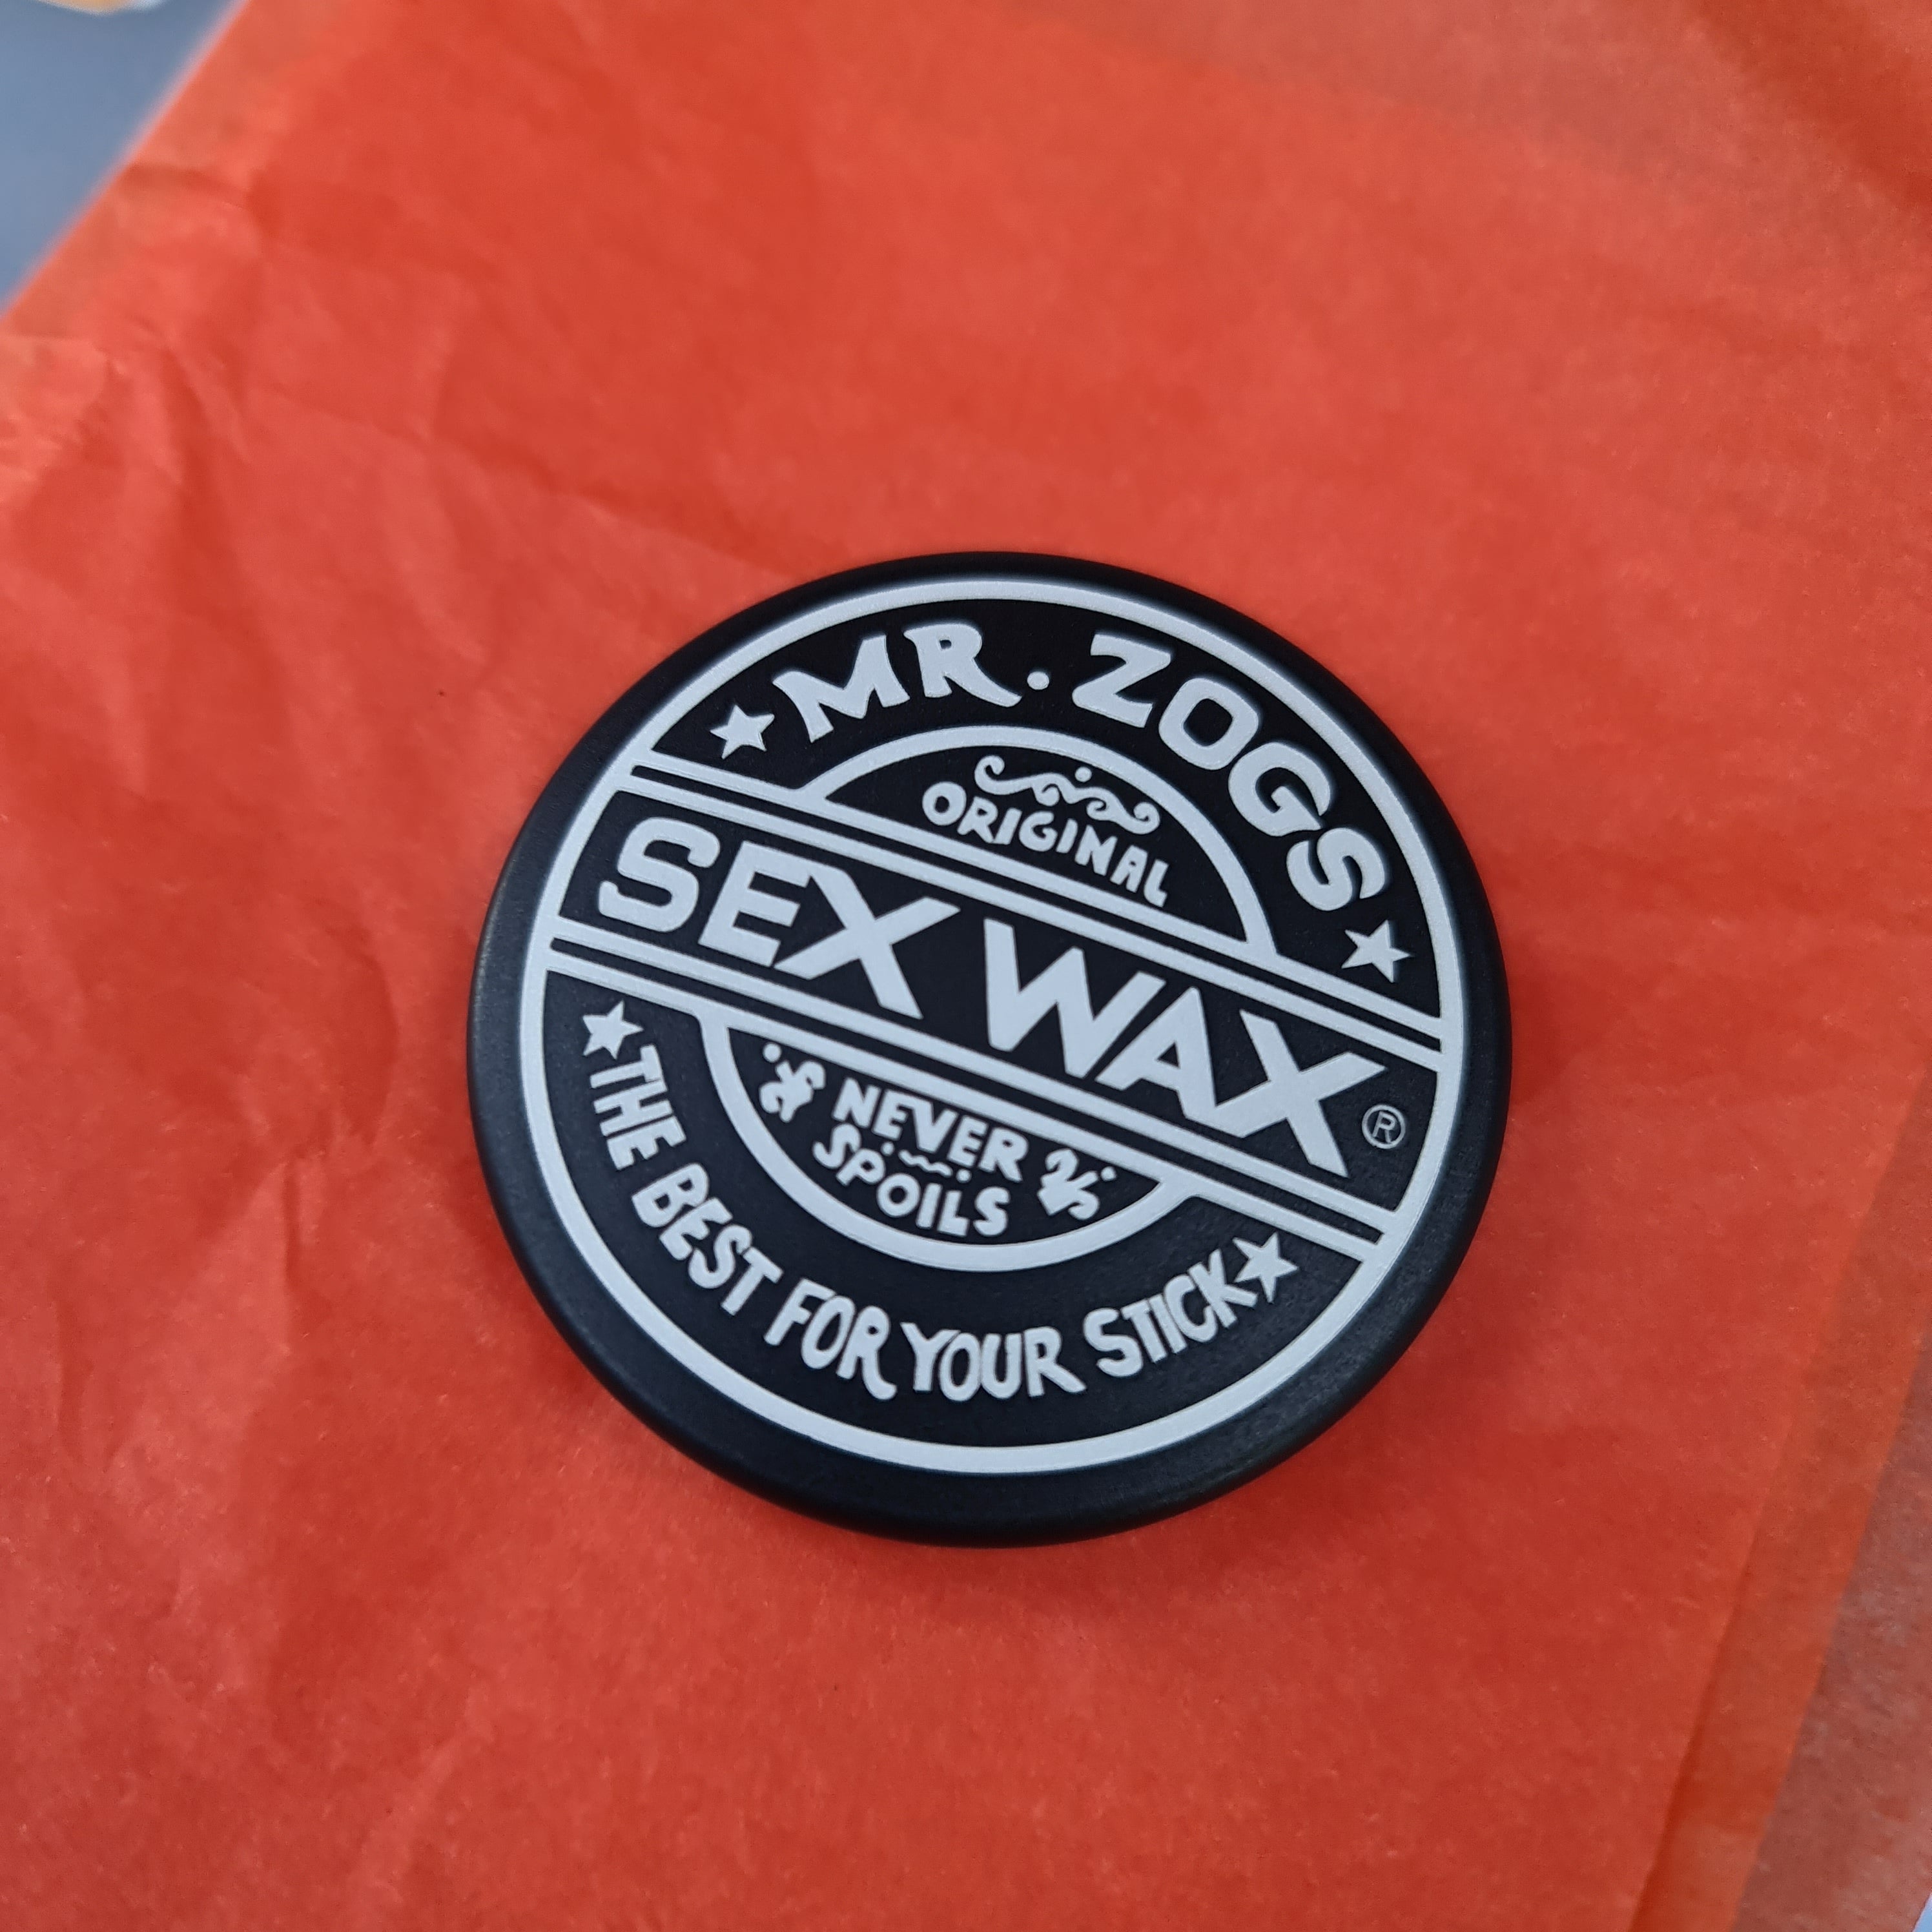 ★MR. ZOGS★
ORIGINAL
SEX WAX®
NEVER
SPOILS
★THE BEST FOR YOUR STICK★